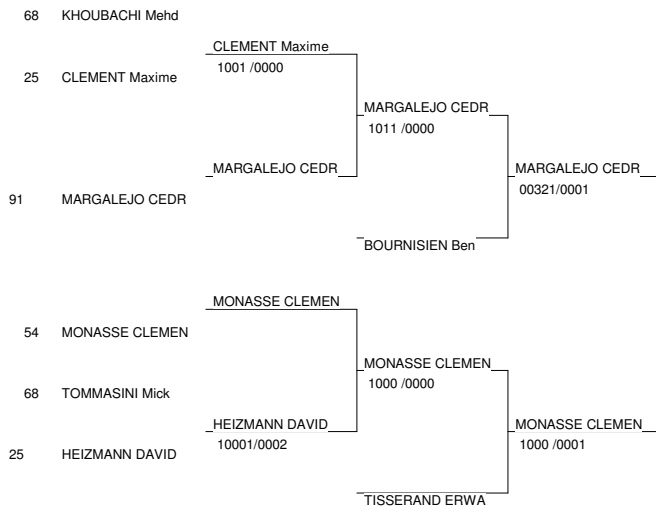 68 KHOUBACHI Mehd
CLEMENT Maxime
1001 /0000
25 CLEMENT Maxime
MARGALEJO CEDR
1011 /0000
MARGALEJO CEDR
MARGALEJO CEDR
00321/0001
91 MARGALEJO CEDR
BOURNISIEN Ben
MONASSE CLEMEN
54 MONASSE CLEMEN
MONASSE CLEMEN
1000 /0000
68 TOMMASINI Mick
HEIZMANN DAVID
10001/0002
MONASSE CLEMEN
1000 /0001
25 HEIZMANN DAVID
TISSERAND ERWA